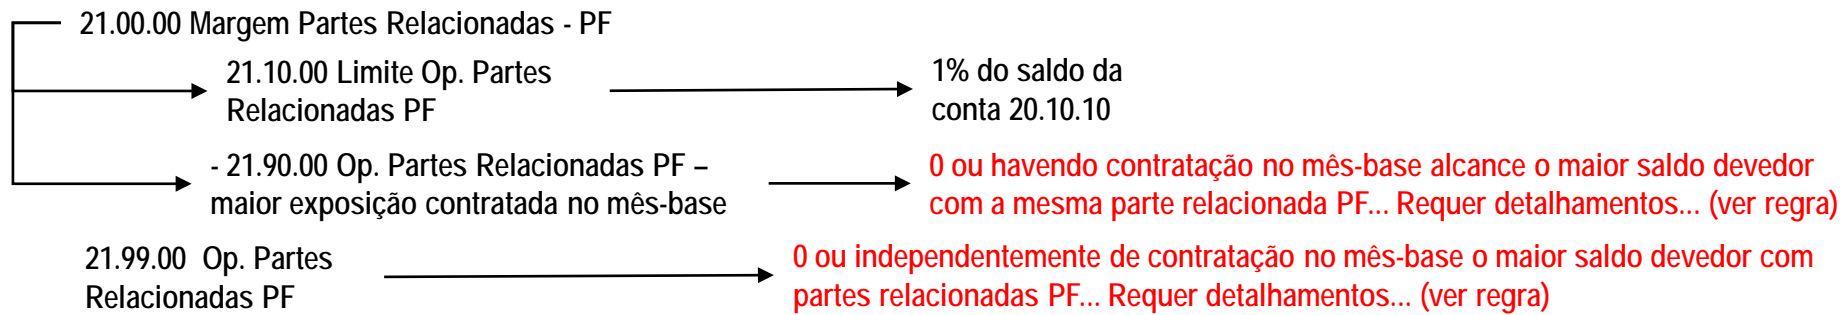 21.00.00 Margem Partes Relacionadas - PF
21.10.00 Limite Op. Partes
Relacionadas PF
1% do saldo da
conta 20.10.10
- 21.90.00 Op. Partes Relacionadas PF –
maior exposição contratada no mês-base
0 ou havendo contratação no mês-base alcance o maior saldo devedor
com a mesma parte relacionada PF... Requer detalhamentos... (ver regra)
21.99.00 Op. Partes
Relacionadas PF
0 ou independentemente de contratação no mês-base o maior saldo devedor com
partes relacionadas PF... Requer detalhamentos... (ver regra)